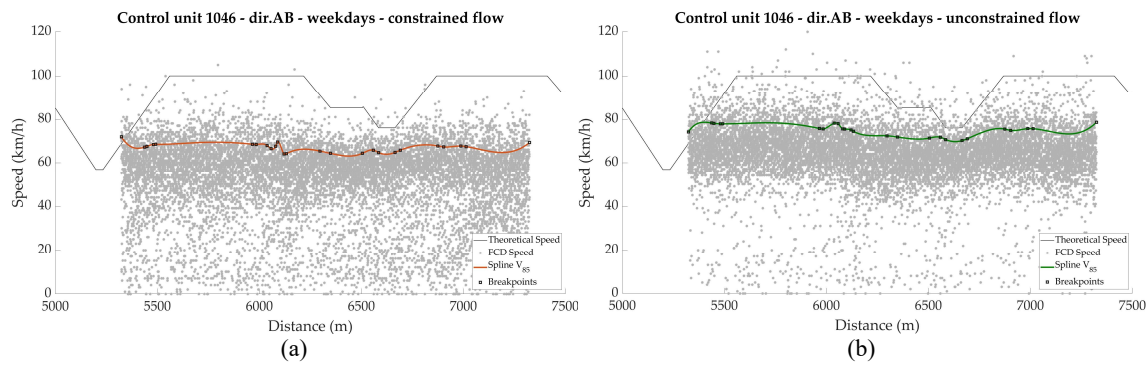 Control unit 1046 - dir.AB - weekdays - constrained flow
120
100
80
60
40
20
0
Speed (km/h)
5000 5500 6000 6500 7000 7500
Distance (m)
Theoretical Speed
FCD Speed
Spline V85
Breakpoints
(a)
Control unit 1046 - dir.AB - weekdays - unconstrained flow
120
100
80
60
40
20
0
Speed (km/h)
5000 5500 6000 6500 7000 7500
Distance (m)
Theoretical Speed
FCD Speed
Spline V85
Breakpoints
(b)